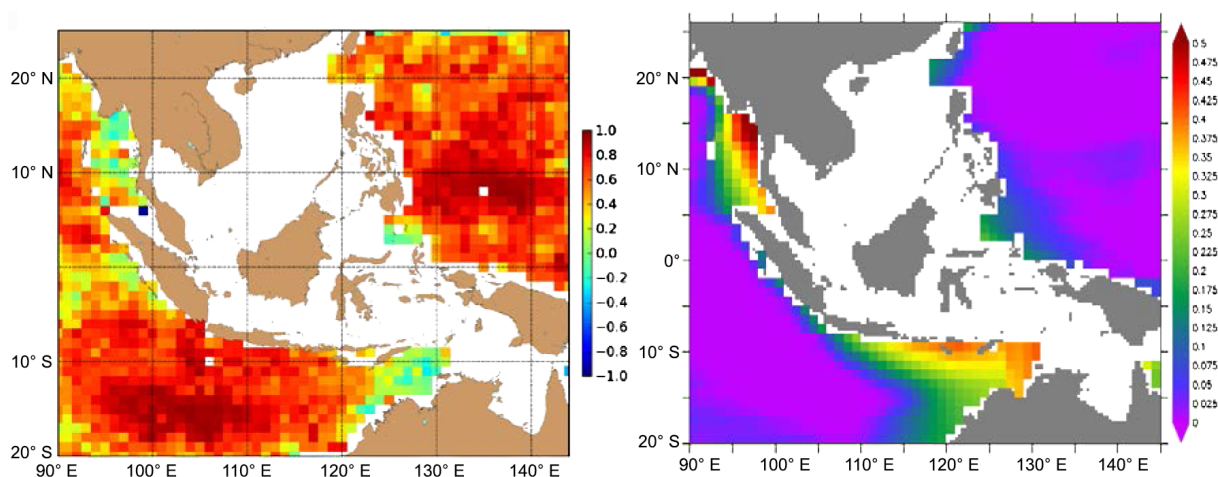 20° N
10° N
0°
10° S
20° S
90° E
100° E
110° E
120° E
130° E
140° E
1.0
0.8
0.6
0.4
0.2
0.0
−0.2
−0.4
−0.6
−0.8
−1.0
20° N
10° N
0°
10° S
20° S
90° E
100° E
110° E
120° E
130° E
140° E
0.5
0.475
0.45
0.425
0.4
0.375
0.35
0.325
0.3
0.275
0.25
0.225
0.2
0.175
0.15
0.125
0.1
0.075
0.05
0.025
0